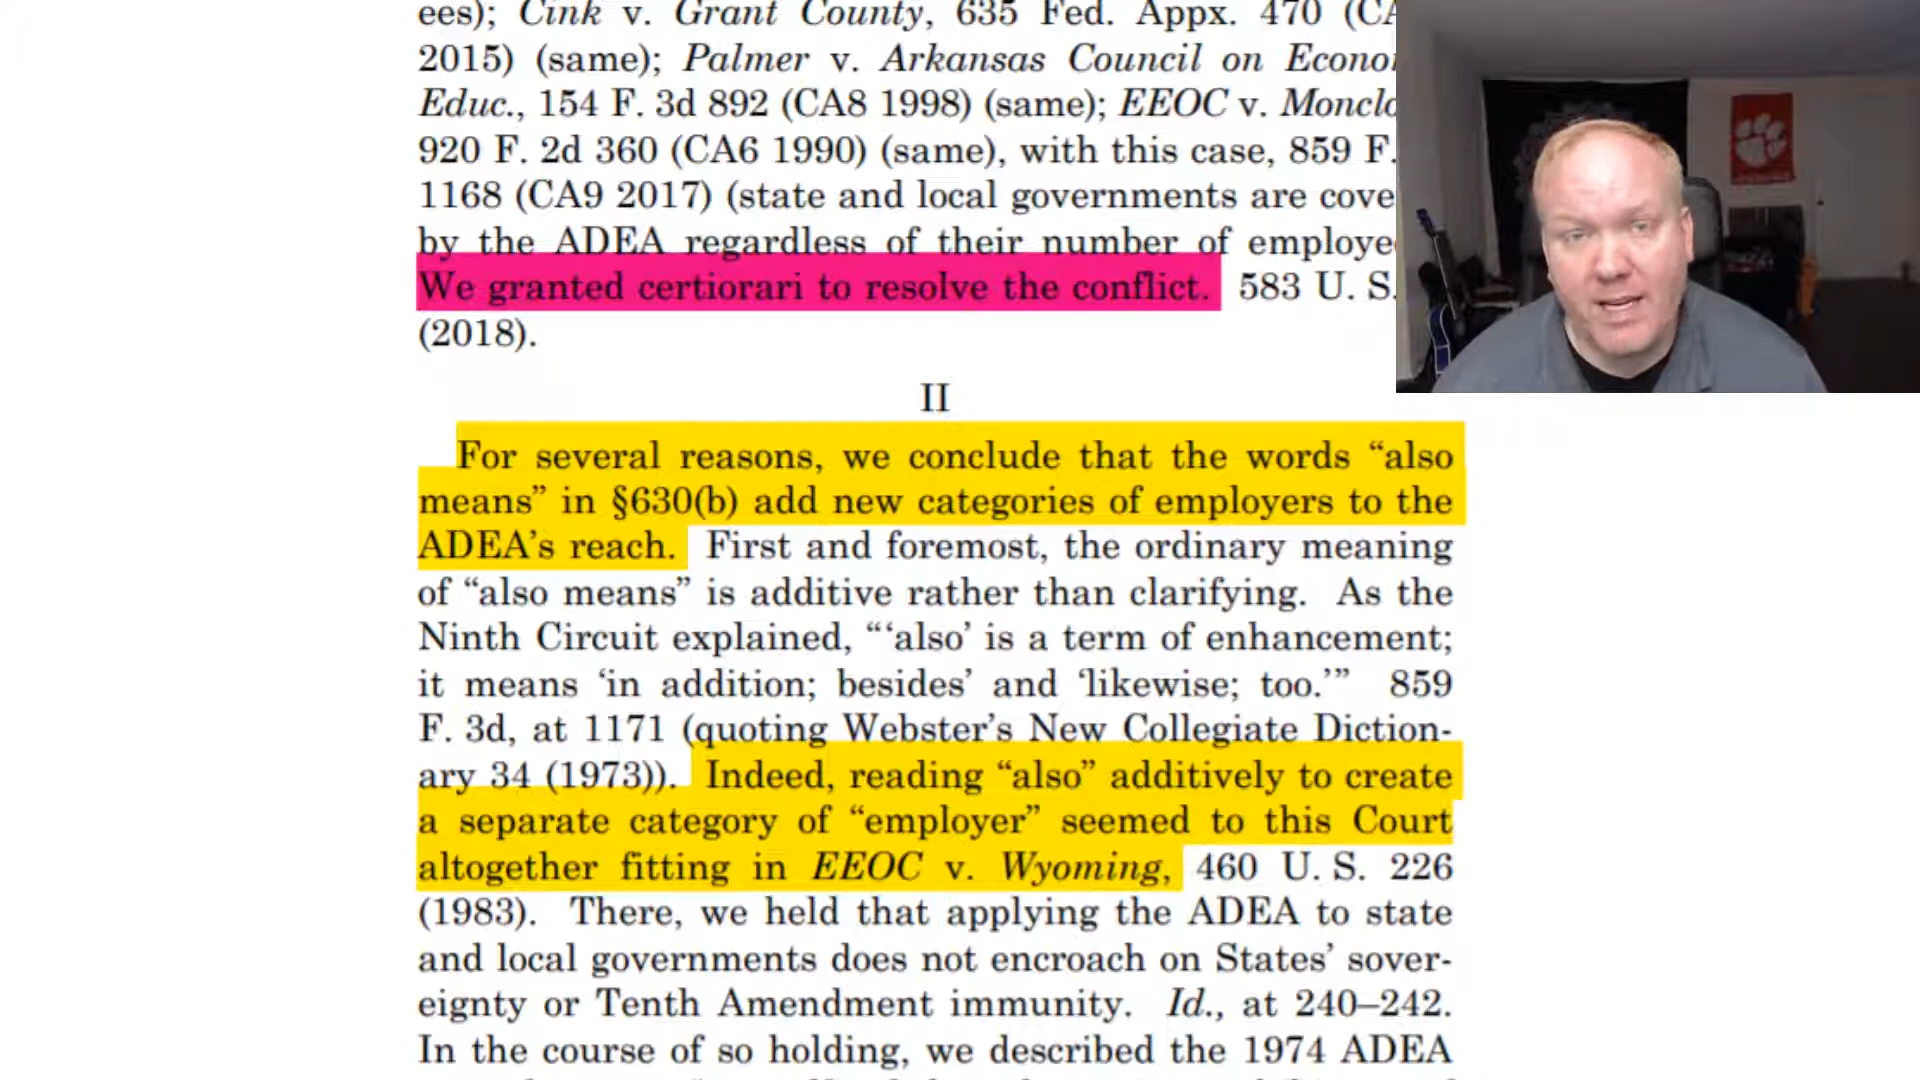 ees); Cink v. Grant County, 635 Fed. Appx. 470 (CA
2015) (same); Palmer v. Arkansas Council on Econo
Educ., 154 F. 3d 892 (CA8 1998) (same); EEOC v. Monclo
920 F. 2d 360 (CA6 1990) (same), with this case, 859 F.
1168 (CA9 2017) (state and local governments are cove
by the ADEA regardless of their number of employe
We granted certiorari to resolve the conflict. 583 U. S.
(2018).
II
For several reasons, we conclude that the words “also
means” in §630(b) add new categories of employers to the
ADEA’s reach. First and foremost, the ordinary meaning
of “also means” is additive rather than clarifying. As the
Ninth Circuit explained, “‘also’ is a term of enhancement;
it means ‘in addition; besides’ and ‘likewise; too.’” 859
F. 3d, at 1171 (quoting Webster’s New Collegiate Diction-
ary 34 (1973)). Indeed, reading “also” additively to create
a separate category of “employer” seemed to this Court
altogether fitting in EEOC v. Wyoming, 460 U. S. 226
(1983). There, we held that applying the ADEA to state
and local governments does not encroach on States’ sover-
eignty or Tenth Amendment immunity. Id., at 240–242.
In the course of so holding, we described the 1974 ADEA